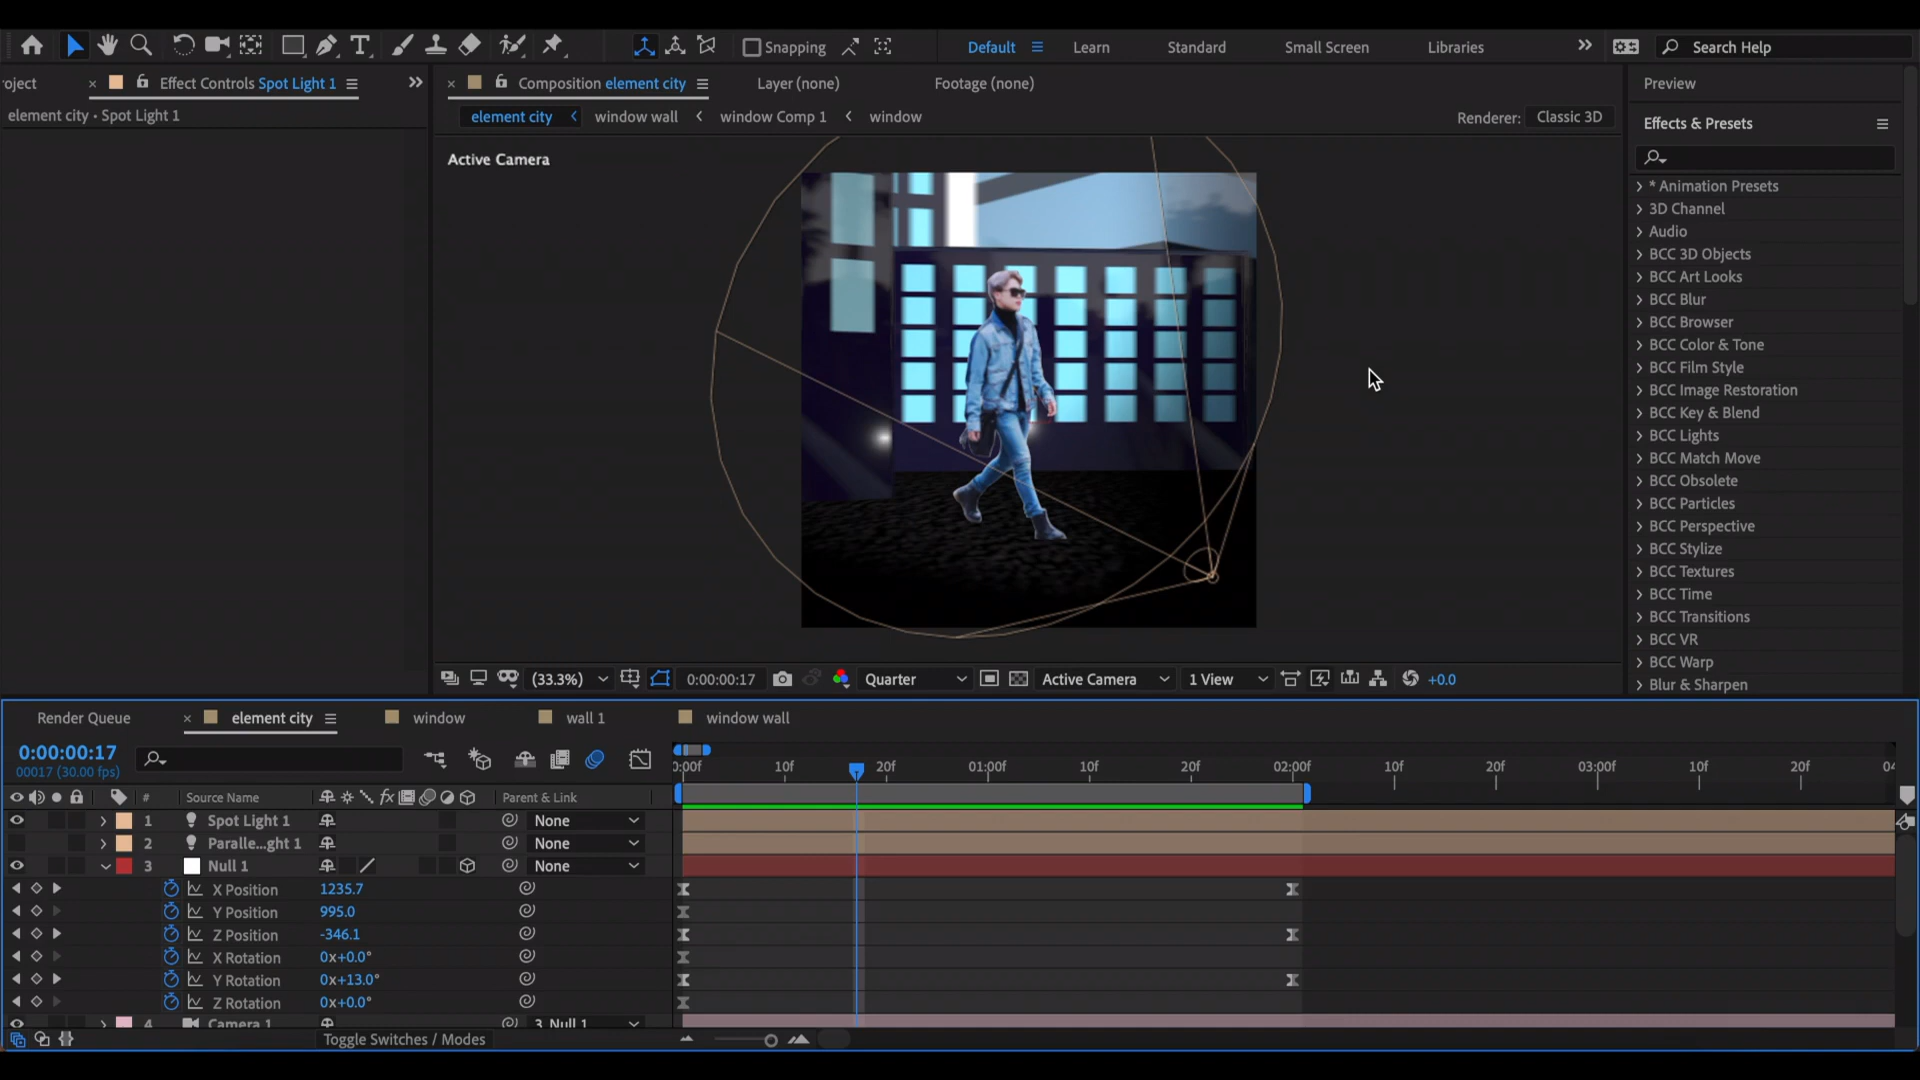 Snapping
Default
Learn
Standard
Small Screen
Libraries
Search Help
oject
Effect Controls Spot Light 1
Composition element city
Layer (none)
Footage (none)
Preview
element city • Spot Light 1
element city
window wall
window Comp 1
window
Renderer:
Classic 3D
Effects & Presets
Active Camera
* Animation Presets
3D Channel
Audio
BCC 3D Objects
BCC Art Looks
BCC Blur
BCC Browser
BCC Color & Tone
BCC Film Style
BCC Image Restoration
BCC Key & Blend
BCC Lights
BCC Match Move
BCC Obsolete
BCC Particles
BCC Perspective
BCC Stylize
BCC Textures
BCC Time
BCC Transitions
BCC VR
BCC Warp
Blur & Sharpen
(33.3%)
0:00:00:17
Quarter
Active Camera
1 View
+0.0
Render Queue
element city
window
wall 1
window wall
0:00:00:17
00017 (30.00 fps)
0:00f
10f
20f
01:00f
10f
20f
02:00f
10f
20f
03:00f
10f
20f
04
# Source Name
fx
Parent & Link
1 Spot Light 1 None
2 Paralle...ght 1 None
3 Null 1 None
X Position 1235.7
Y Position 995.0
Z Position -346.1
X Rotation 0x+0.0°
Y Rotation 0x+13.0°
Z Rotation 0x+0.0°
4 Camera 1 3. Null 1
Toggle Switches / Modes